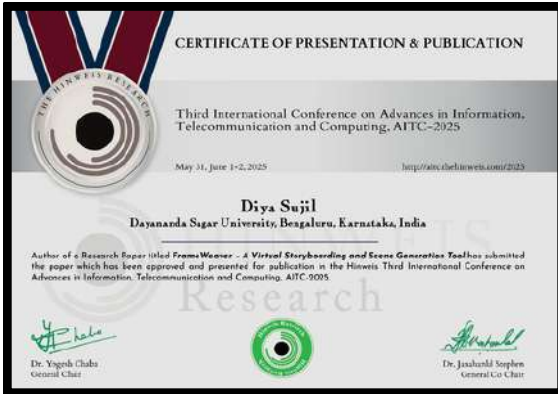 CERTIFICATE OF PRESENTATION & PUBLICATION
THE HINWEIS RESEARCH
Third International Conference on Advances in Information,
Telecommunication and Computing, AITC-2025
May 31, June 1-2, 2025
http://aitc.thehinweis.com/2025
Diya Sujil
Dayananda Sagar University, Bengaluru, Karnataka, India
Author of a Research Paper titled FrameWeaver - A Virtual Storyboarding and Scene Generation Tool has submitted
the paper which has been approved and presented for publication in the Hinweis Third International Conference on
Advances in Information, Telecommunication and Computing, AITC-2025.
HINWEIS
Research
Dr. Yogesh Chaba
General Chair
Dr. Janahanlal Stephen
General Co Chair